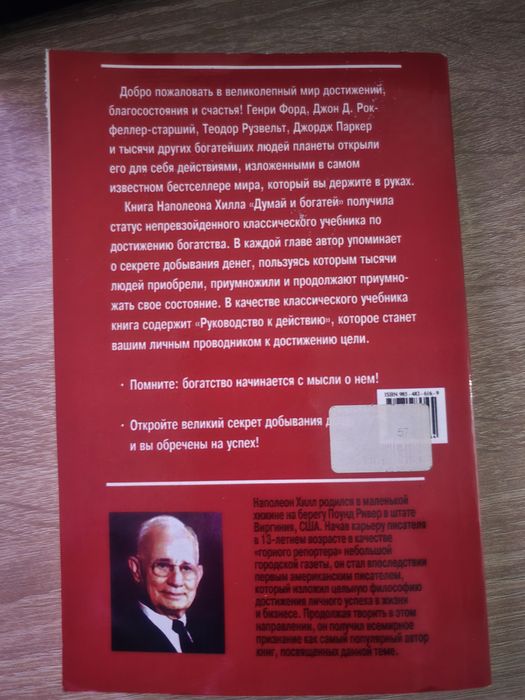 Добро пожаловать в великолепный мир достижений,
благосостояния и счастья! Генри Форд, Джон Д. Рок-
феллер-старший, Теодор Рузвельт, Джордж Паркер
и тысячи других богатейших людей планеты открыли
его для себя действиями, изложенными в самом
известном бестселлере мира, который вы держите в руках.
Книга Наполеона Хилла «Думай и богатей» получила
статус непревзойденного классического учебника по
достижению богатства. В каждой главе автор упоминает
о секрете добывания денег, пользуясь которым тысячи
людей приобрели, приумножили и продолжают приумно-
жать свое состояние. В качестве классического учебника
книга содержит «Руководство к действию», которое станет
вашим личным проводником к достижению цели.
· Помните: богатство начинается с мысли о нем!
· Откройте великий секрет добывания
и вы обречены на успех!
ISBN 985-483-616-9
57
Наполеон Хилл родился в маленькой
хижине на берегу Поунд Ривер в штате
Виргиния, США. Начав карьеру писателя
в 13-летнем возрасте в качестве
«горного репортера» небольшой
городской газеты, он стал впоследствии
первым американским писателем,
который изложил цельную философию
достижения личного успеха в жизни
и бизнесе. Продолжая творить в этом
направлении, он получил всемирное
признание как самый популярный автор
книг, посвященных данной теме.